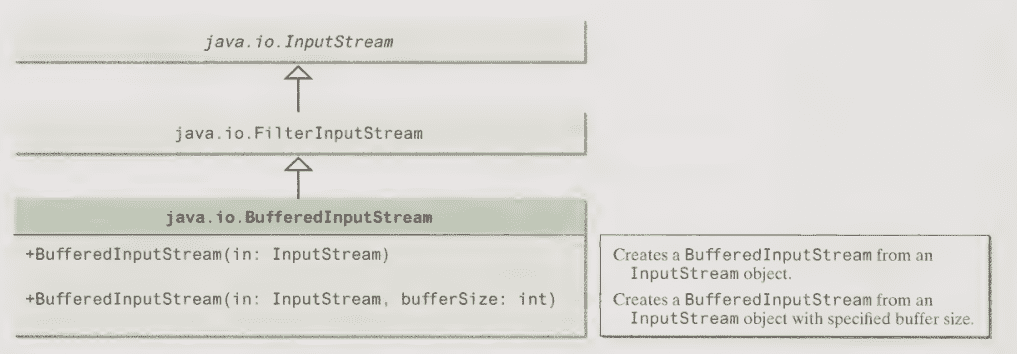 java.io.InputStream
java.io.FilterInputStream
java.io.BufferedInputStream
+BufferedInputStream(in: InputStream)
+BufferedInputStream(in: InputStream, bufferSize: int)
Creates a BufferedInputStream from an
InputStream object.
Creates a BufferedInputStream from an
InputStream object with specified buffer size.